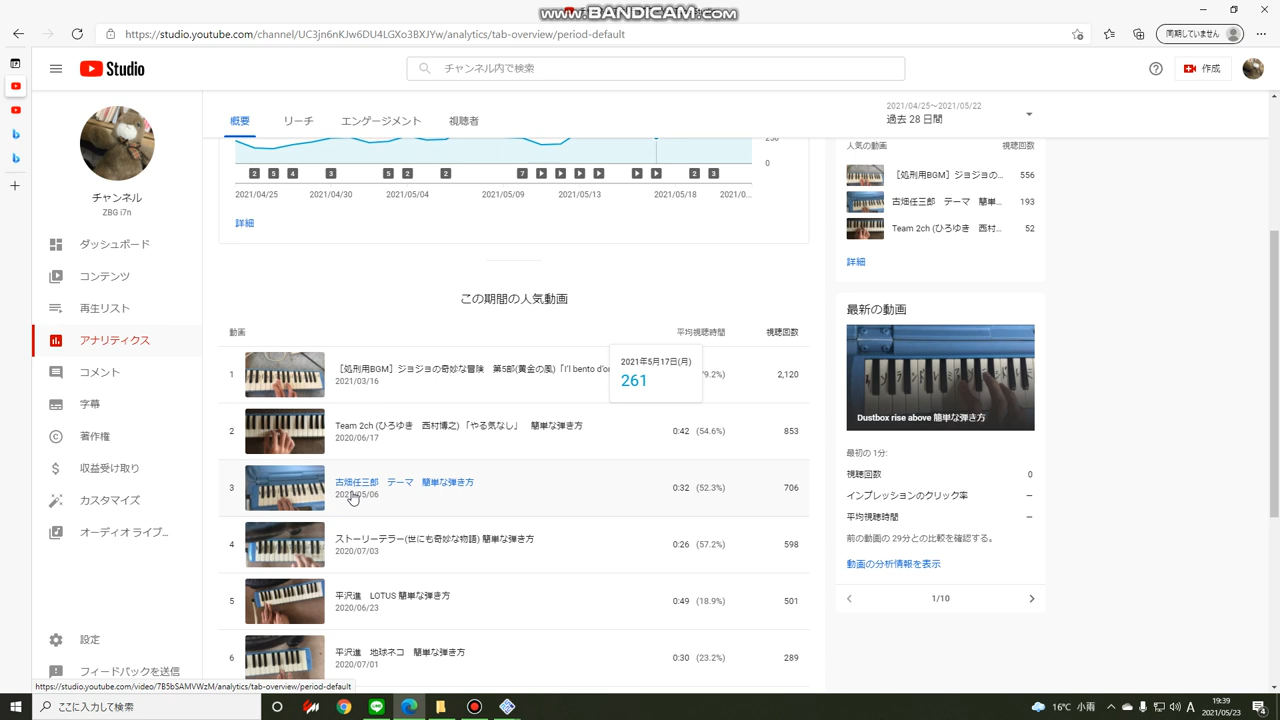 www.BANDICAM.com
https://studio.youtube.com/channel/UC3jn6nKJw6DU4LGXo3BXJYw/analytics/tab-overview/period-default
同期していません
Studio
チャンネル内で検索
作成
チャンネル
ZBG i7n
ダッシュボード
コンテンツ
再生リスト
アナリティクス
コメント
字幕
著作権
収益受け取り
カスタマイズ
オーディオ ライブ...
設定
フィードバックを送信
概要
リーチ
エンゲージメント
視聴者
2021/04/25～2021/05/22
過去 28 日間
0
2 5 4 3 5 2 2 7 2 3
2021/04/25 2021/04/30 2021/05/04 2021/05/09 2021/05/13 2021/05/18 2021/0...
詳細
この期間の人気動画
動画 平均視聴時間 視聴回数
1 [処刑用BGM]ジョジョの奇妙な冒険 第5部(黄金の風)「I'l bento d'or 79.2%) 2,120
2021/03/16
2021年5月17日(月)
261
2 Team 2ch (ひろゆき 西村博之)「やる気なし」 簡単な弾き方 0:42 (54.6%) 853
2020/06/17
3 古畑任三郎 テーマ 簡単な弾き方 0:32 (52.3%) 706
4 ストーリーテラー(世にも奇妙な物語) 簡単な弾き方 0:26 (57.2%) 598
2020/07/03
5 平沢進 LOTUS 簡単な弾き方 0:49 (18.9%) 501
2020/06/23
6 平沢進 地球ネコ 簡単な弾き方 0:30 (23.2%) 289
2020/07/01
人気の動画 視聴回数
[処刑用BGM]ジョジョの... 556
古畑任三郎 テーマ 簡単... 193
Team 2ch (ひろゆき 西村... 52
詳細
最新の動画
Dustbox rise above 簡単な弾き方
最初の 1分:
視聴回数 0
インプレッションのクリック率 –
平均視聴時間 –
前の動画の 29分との比較を確認する。
動画の分析情報を表示
1/10
https://studio.youtube.com/video/7B5bSAMVWzM/analytics/tab-overview/period-default
ここに入力して検索
16°C 小雨
A
19:39
2021/05/23
4